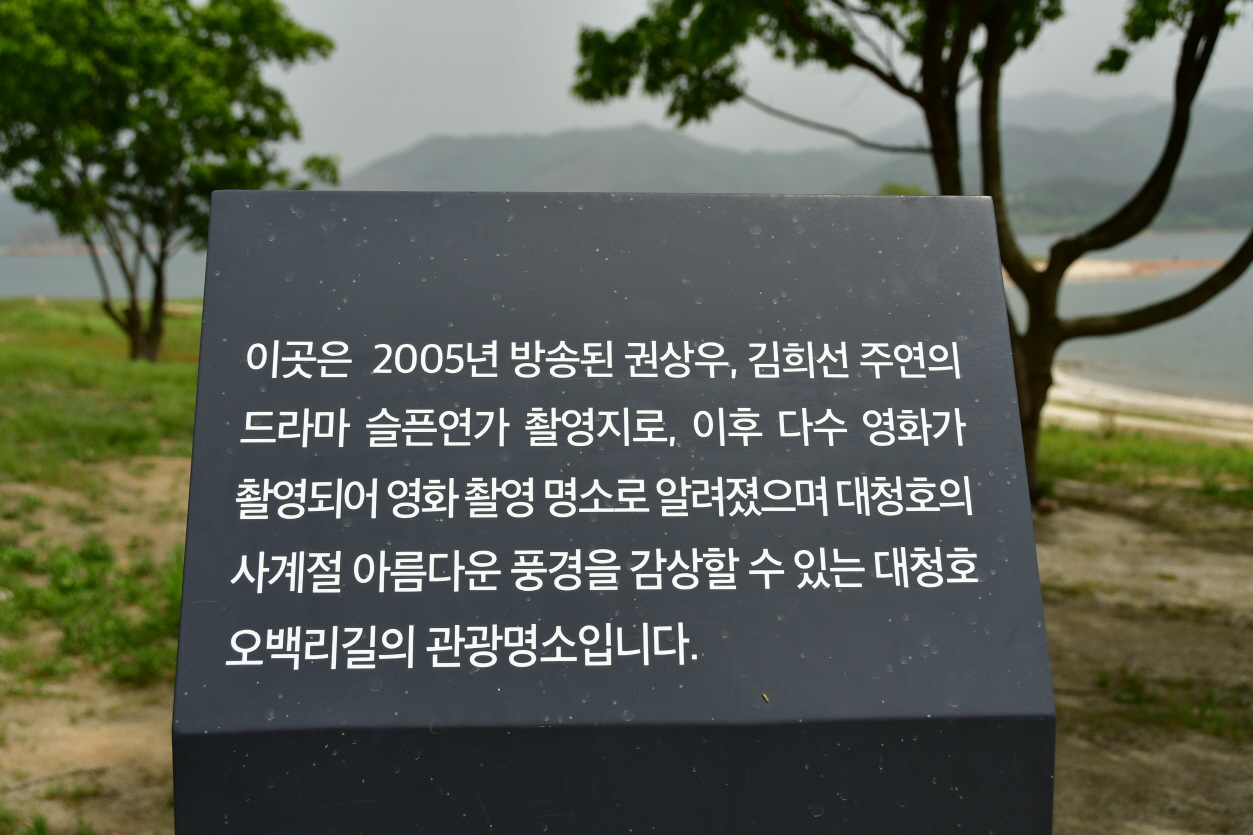 이곳은 2005년 방송된 권상우, 김희선 주연의
드라마 슬픈연가 촬영지로, 이후 다수 영화가
촬영되어 영화 촬영 명소로 알려졌으며 대청호의
사계절 아름다운 풍경을 감상할 수 있는 대청호
오백리길의 관광명소입니다.